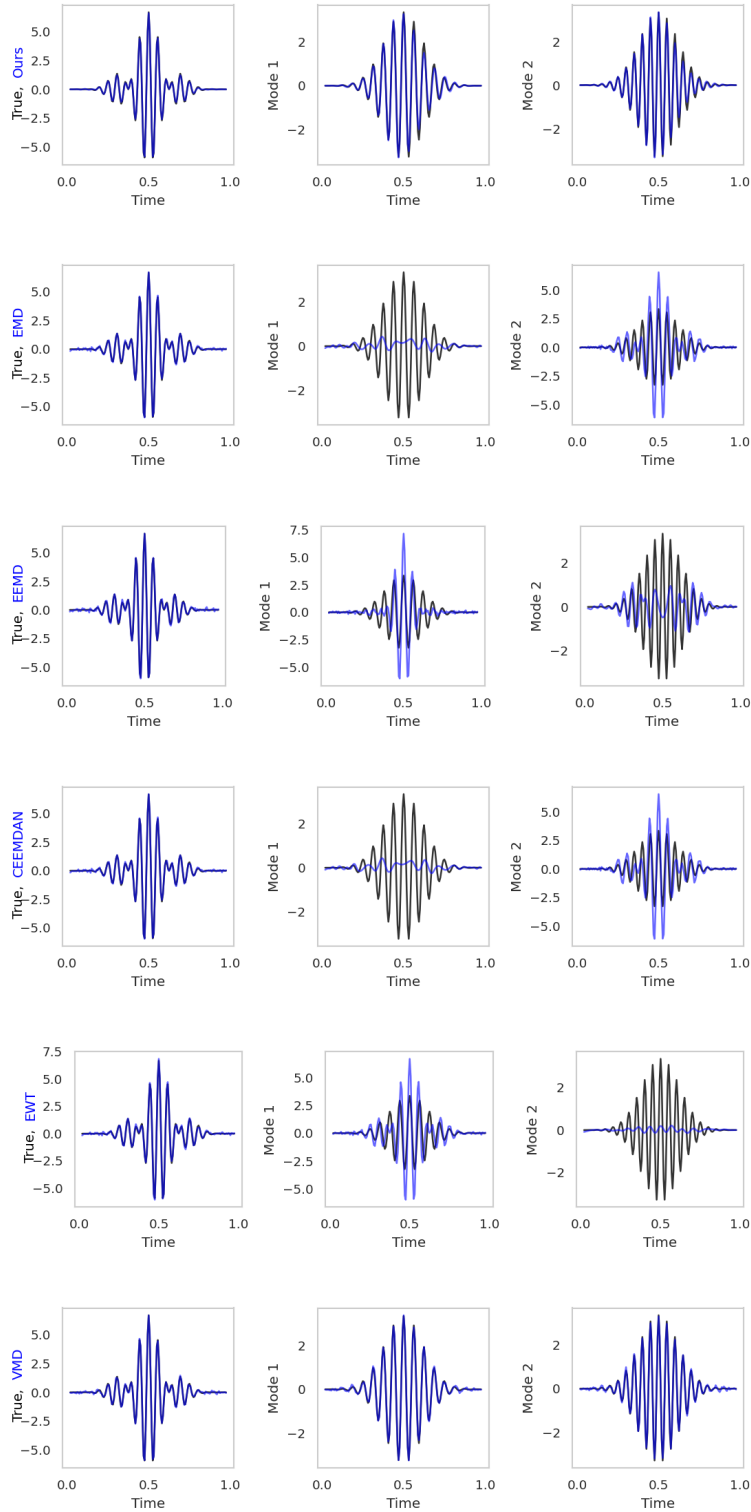 True, Ours
5.0
2.5
0.0
−2.5
−5.0
0.0 0.5 1.0
Time
Mode 1
2
0
−2
0.0 0.5 1.0
Time
Mode 2
2
0
−2
0.0 0.5 1.0
Time
True, EMD
5.0
2.5
0.0
−2.5
−5.0
0.0 0.5 1.0
Time
Mode 1
2
0
−2
0.0 0.5 1.0
Time
Mode 2
5.0
2.5
0.0
−2.5
−5.0
0.0 0.5 1.0
Time
True, EEMD
5.0
2.5
0.0
−2.5
−5.0
0.0 0.5 1.0
Time
Mode 1
7.5
5.0
2.5
0.0
−2.5
−5.0
0.0 0.5 1.0
Time
Mode 2
2
0
−2
0.0 0.5 1.0
Time
True, CEEMDAN
5.0
2.5
0.0
−2.5
−5.0
0.0 0.5 1.0
Time
Mode 1
2
0
−2
0.0 0.5 1.0
Time
Mode 2
5.0
2.5
0.0
−2.5
−5.0
0.0 0.5 1.0
Time
True, EWT
7.5
5.0
2.5
0.0
−2.5
−5.0
0.0 0.5 1.0
Time
Mode 1
5.0
2.5
0.0
−2.5
−5.0
0.0 0.5 1.0
Time
Mode 2
2
0
−2
0.0 0.5 1.0
Time
True, VMD
5.0
2.5
0.0
−2.5
−5.0
0.0 0.5 1.0
Time
Mode 1
2
0
−2
0.0 0.5 1.0
Time
Mode 2
2
0
−2
0.0 0.5 1.0
Time